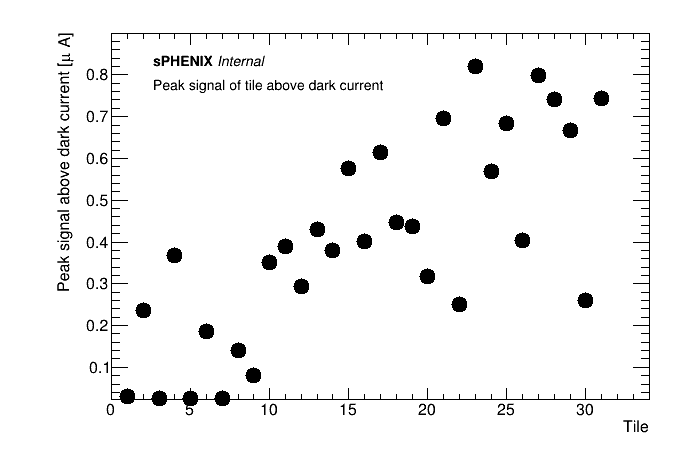 sPHENIX Internal
Peak signal of tile above dark current
Peak signal above dark current [μ A]
0.8
0.7
0.6
0.5
0.4
0.3
0.2
0.1
0 5 10 15 20 25 30
Tile